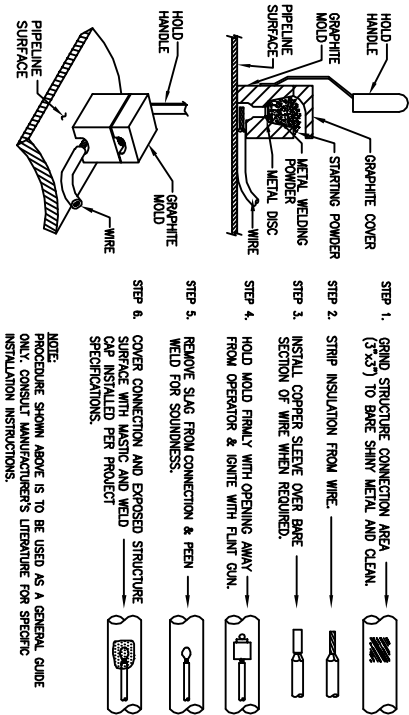 HOLD
HANDLE
GRAPHITE
MOLD
PIPELINE
SURFACE
GRAPHITE COVER
STARTING POWDER
METAL WELDING
POWDER
METAL DISC
WIRE
HOLD
HANDLE
PIPELINE
SURFACE
GRAPHITE
MOLD
WIRE
STEP 1. GRIND STRUCTURE CONNECTION AREA
(3"x3") TO BARE SHINY METAL AND CLEAN.
STEP 2. STRIP INSULATION FROM WIRE.
STEP 3. INSTALL COPPER SLEEVE OVER BARE
SECTION OF WIRE WHEN REQUIRED.
STEP 4. HOLD MOLD FIRMLY WITH OPENING AWAY
FROM OPERATOR & IGNITE WITH FLINT GUN.
STEP 5. REMOVE SLAG FROM CONNECTION & PEEN
WELD FOR SOUNDNESS.
STEP 6. COVER CONNECTION AND EXPOSED STRUCTURE
SURFACE WITH MASTIC AND WELD
CAP INSTALLED PER PROJECT
SPECIFICATIONS.
NOTE:
PROCEDURE SHOWN ABOVE IS TO BE USED AS A GENERAL GUIDE
ONLY. CONSULT MANUFACTURER'S LITERATURE FOR SPECIFIC
INSTALLATION INSTRUCTIONS.